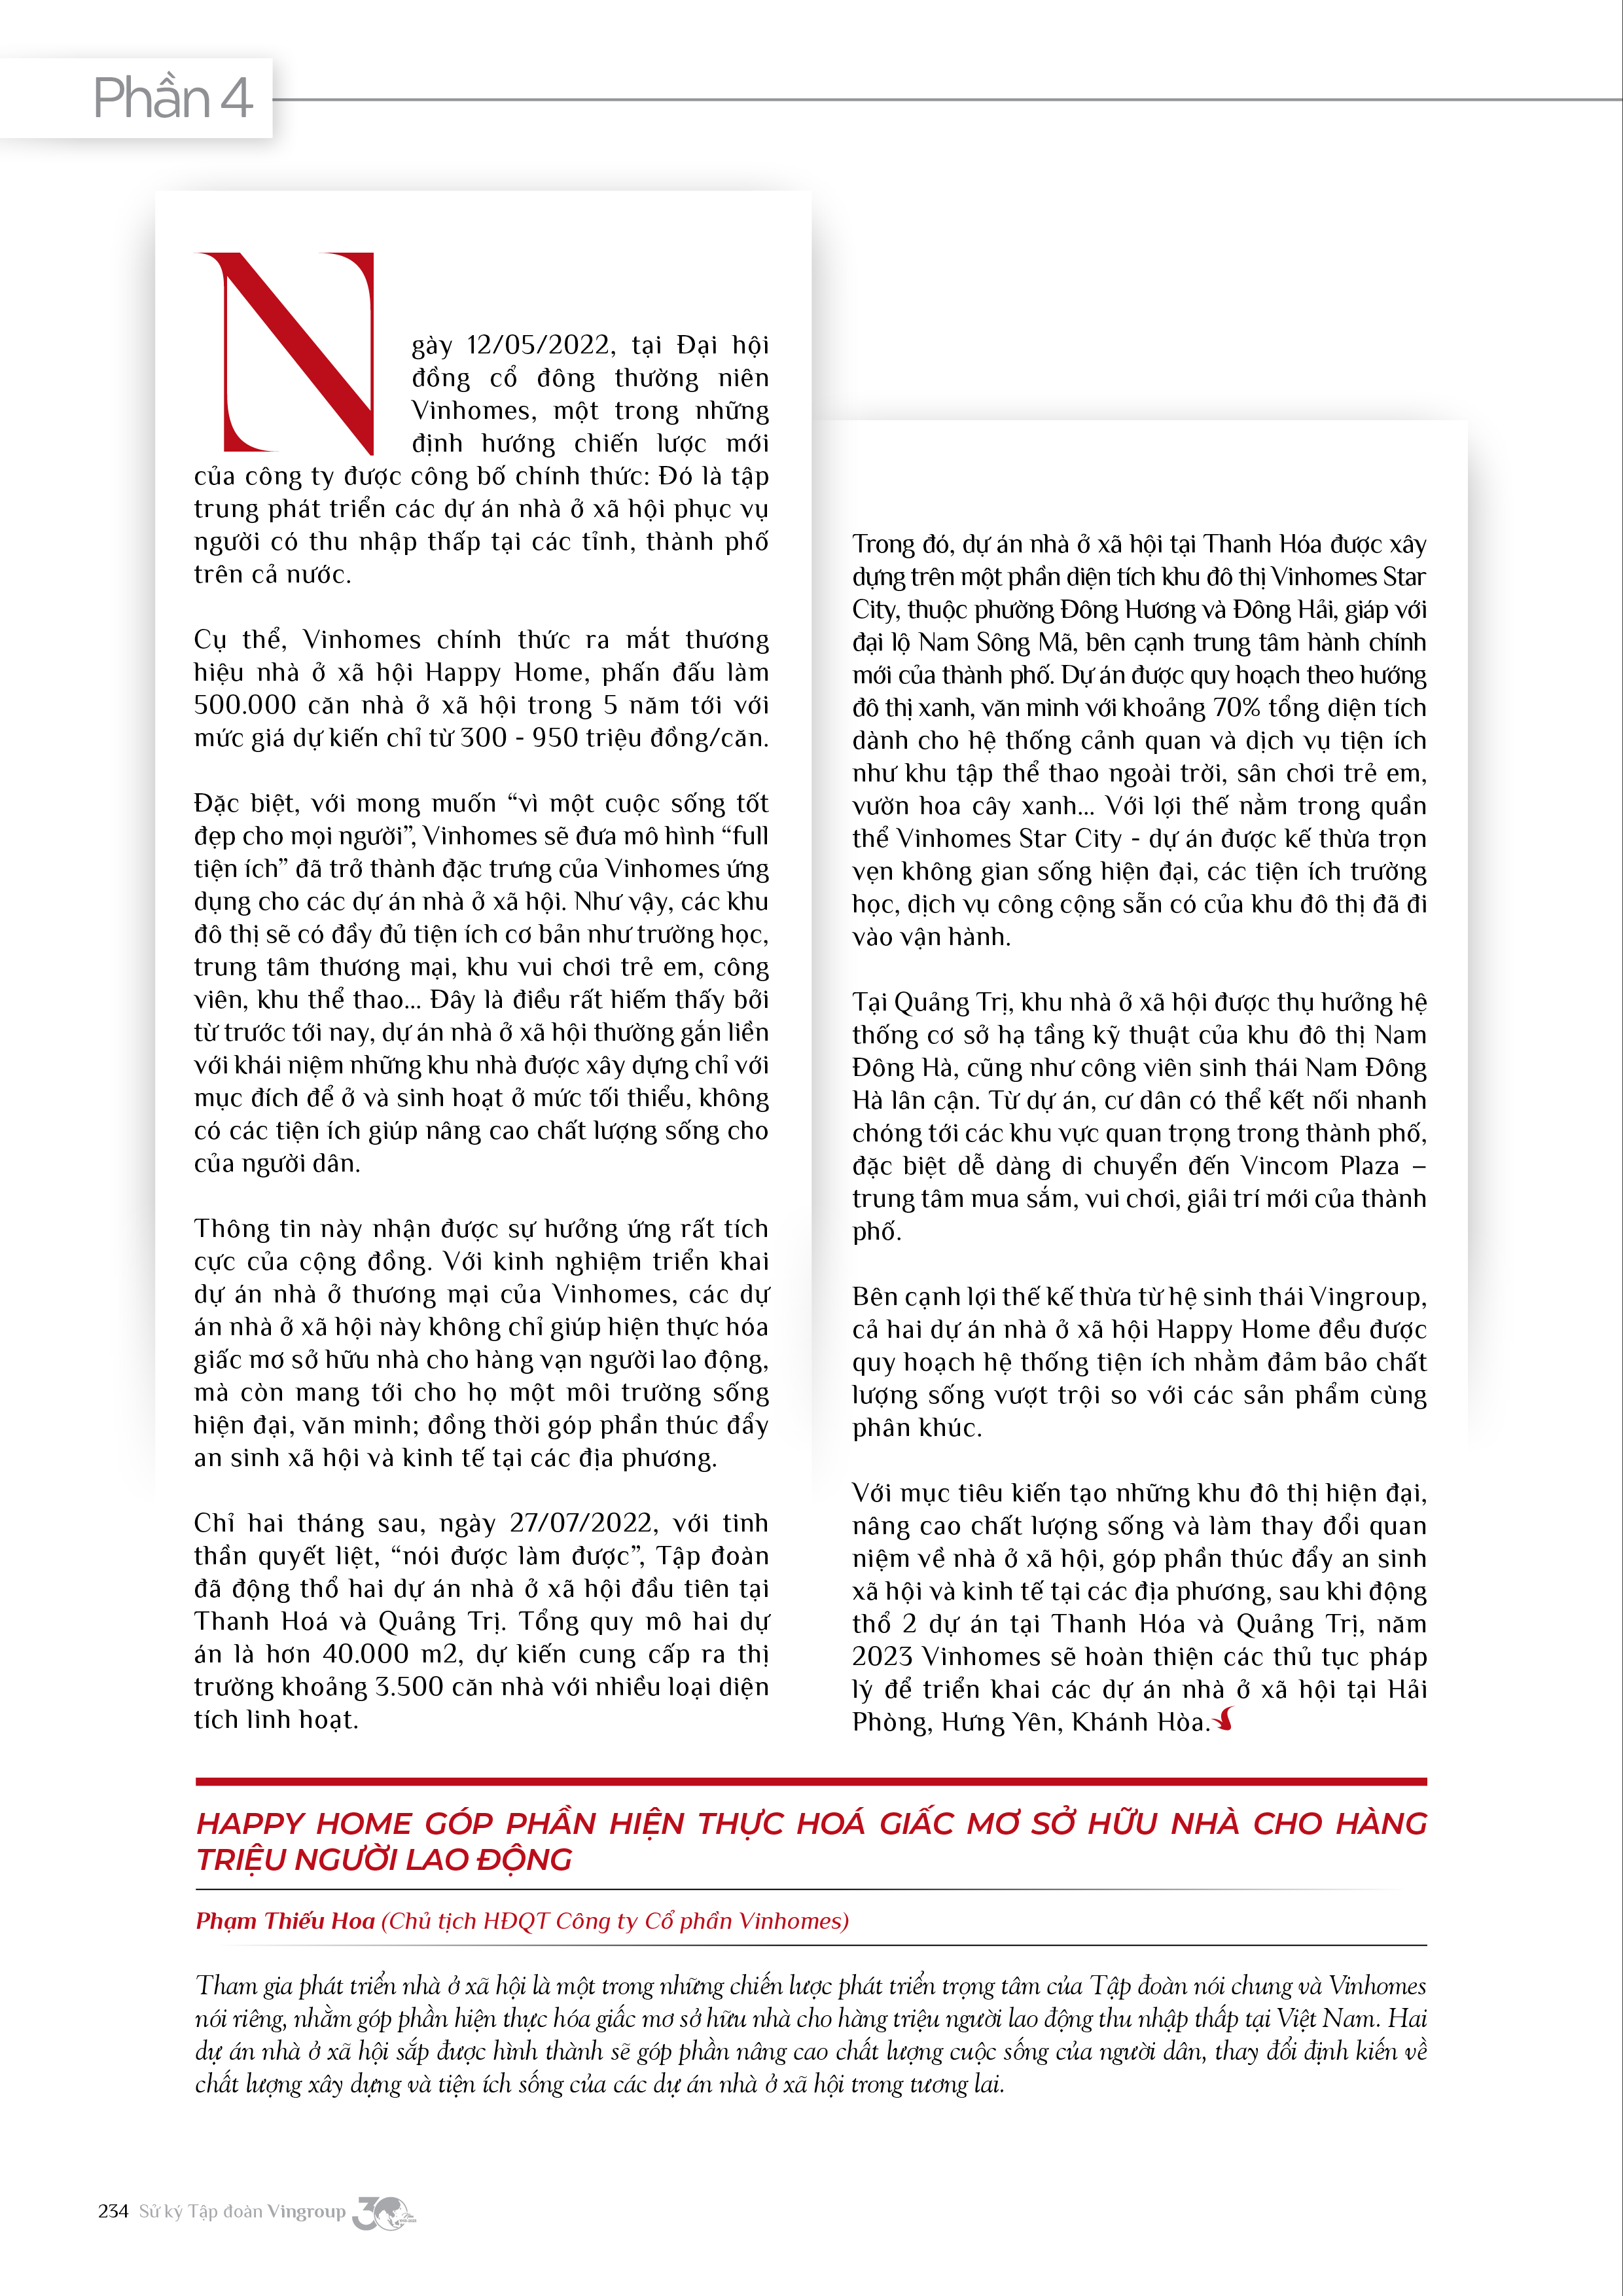 Phần 4
Ngày 12/05/2022, tại Đại hội
đồng cổ đông thường niên
Vinhomes, một trong những
định hướng chiến lược mới
của công ty được công bố chính thức: Đó là tập
trung phát triển các dự án nhà ở xã hội phục vụ
người có thu nhập thấp tại các tỉnh, thành phố
trên cả nước.
Cụ thể, Vinhomes chính thức ra mắt thương
hiệu nhà ở xã hội Happy Home, phấn đấu làm
500.000 căn nhà ở xã hội trong 5 năm tới với
mức giá dự kiến chỉ từ 300 - 950 triệu đồng/căn.
Đặc biệt, với mong muốn “vì một cuộc sống tốt
đẹp cho mọi người”, Vinhomes sẽ đưa mô hình “full
tiện ích” đã trở thành đặc trưng của Vinhomes ứng
dụng cho các dự án nhà ở xã hội. Như vậy, các khu
đô thị sẽ có đầy đủ tiện ích cơ bản như trường học,
trung tâm thương mại, khu vui chơi trẻ em, công
viên, khu thể thao... Đây là điều rất hiếm thấy bởi
từ trước tới nay, dự án nhà ở xã hội thường gắn liền
với khái niệm những khu nhà được xây dựng chỉ với
mục đích để ở và sinh hoạt ở mức tối thiểu, không
có các tiện ích giúp nâng cao chất lượng sống cho
của người dân.
Thông tin này nhận được sự hưởng ứng rất tích
cực của cộng đồng. Với kinh nghiệm triển khai
dự án nhà ở thương mại của Vinhomes, các dự
án nhà ở xã hội này không chỉ giúp hiện thực hóa
giấc mơ sở hữu nhà cho hàng vạn người lao động,
mà còn mang tới cho họ một môi trường sống
hiện đại, văn minh; đồng thời góp phần thúc đẩy
an sinh xã hội và kinh tế tại các địa phương.
Chỉ hai tháng sau, ngày 27/07/2022, với tinh
thần quyết liệt, “nói được làm được”, Tập đoàn
đã động thổ hai dự án nhà ở xã hội đầu tiên tại
Thanh Hoá và Quảng Trị. Tổng quy mô hai dự
án là hơn 40.000 m2, dự kiến cung cấp ra thị
trường khoảng 3.500 căn nhà với nhiều loại diện
tích linh hoạt.
Trong đó, dự án nhà ở xã hội tại Thanh Hóa được xây
dựng trên một phần diện tích khu đô thị Vinhomes Star
City, thuộc phường Đông Hương và Đông Hải, giáp với
đại lộ Nam Sông Mã, bên cạnh trung tâm hành chính
mới của thành phố. Dự án được quy hoạch theo hướng
đô thị xanh, văn minh với khoảng 70% tổng diện tích
dành cho hệ thống cảnh quan và dịch vụ tiện ích
như khu tập thể thao ngoài trời, sân chơi trẻ em,
vườn hoa cây xanh... Với lợi thế nằm trong quần
thể Vinhomes Star City - dự án được kế thừa trọn
vẹn không gian sống hiện đại, các tiện ích trường
học, dịch vụ công cộng sẵn có của khu đô thị đã đi
vào vận hành.
Tại Quảng Trị, khu nhà ở xã hội được thụ hưởng hệ
thống cơ sở hạ tầng kỹ thuật của khu đô thị Nam
Đông Hà, cũng như công viên sinh thái Nam Đông
Hà lân cận. Từ dự án, cư dân có thể kết nối nhanh
chóng tới các khu vực quan trọng trong thành phố,
đặc biệt dễ dàng di chuyển đến Vincom Plaza –
trung tâm mua sắm, vui chơi, giải trí mới của thành
phố.
Bên cạnh lợi thế kế thừa từ hệ sinh thái Vingroup,
cả hai dự án nhà ở xã hội Happy Home đều được
quy hoạch hệ thống tiện ích nhằm đảm bảo chất
lượng sống vượt trội so với các sản phẩm cùng
phân khúc.
Với mục tiêu kiến tạo những khu đô thị hiện đại,
nâng cao chất lượng sống và làm thay đổi quan
niệm về nhà ở xã hội, góp phần thúc đẩy an sinh
xã hội và kinh tế tại các địa phương, sau khi động
thổ 2 dự án tại Thanh Hóa và Quảng Trị, năm
2023 Vinhomes sẽ hoàn thiện các thủ tục pháp
lý để triển khai các dự án nhà ở xã hội tại Hải
Phòng, Hưng Yên, Khánh Hòa.
HAPPY HOME GÓP PHẦN HIỆN THỰC HOÁ GIẤC MƠ SỞ HỮU NHÀ CHO HÀNG
TRIỆU NGƯỜI LAO ĐỘNG
Phạm Thiếu Hoa (Chủ tịch HĐQT Công ty Cổ phần Vinhomes)
Tham gia phát triển nhà ở xã hội là một trong những chiến lược phát triển trọng tâm của Tập đoàn nói chung và Vinhomes
nói riêng, nhằm góp phần hiện thực hóa giấc mơ sở hữu nhà cho hàng triệu người lao động thu nhập thấp tại Việt Nam. Hai
dự án nhà ở xã hội sắp được hình thành sẽ góp phần nâng cao chất lượng cuộc sống của người dân, thay đổi định kiến về
chất lượng xây dựng và tiện ích sống của các dự án nhà ở xã hội trong tương lai.
234 Sử ký Tập đoàn Vingroup 30